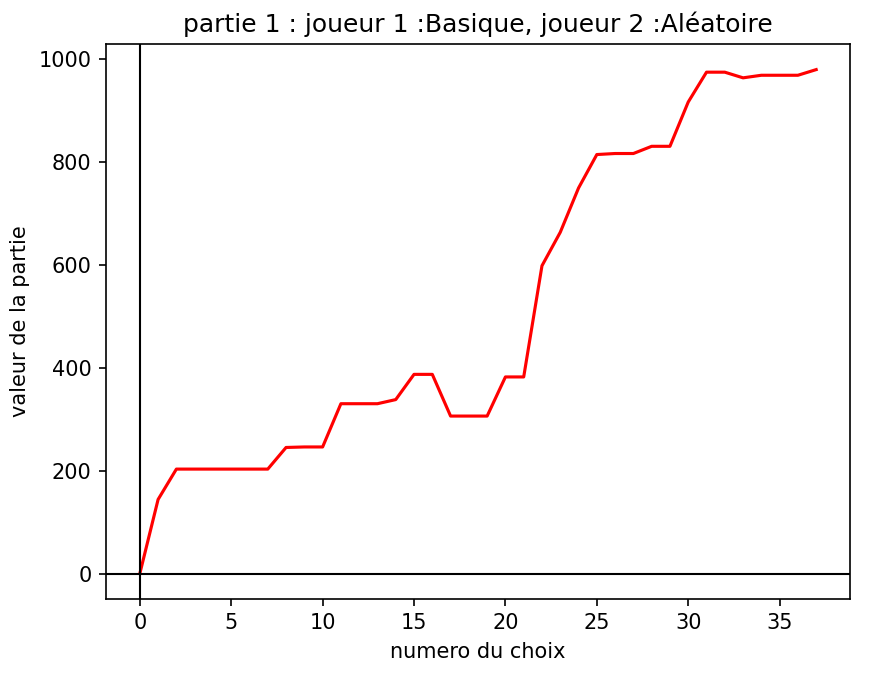 partie 1 : joueur 1 :Basique, joueur 2 :Aléatoire
1000
800
600
400
200
0
valeur de la partie
0 5 10 15 20 25 30 35
numero du choix